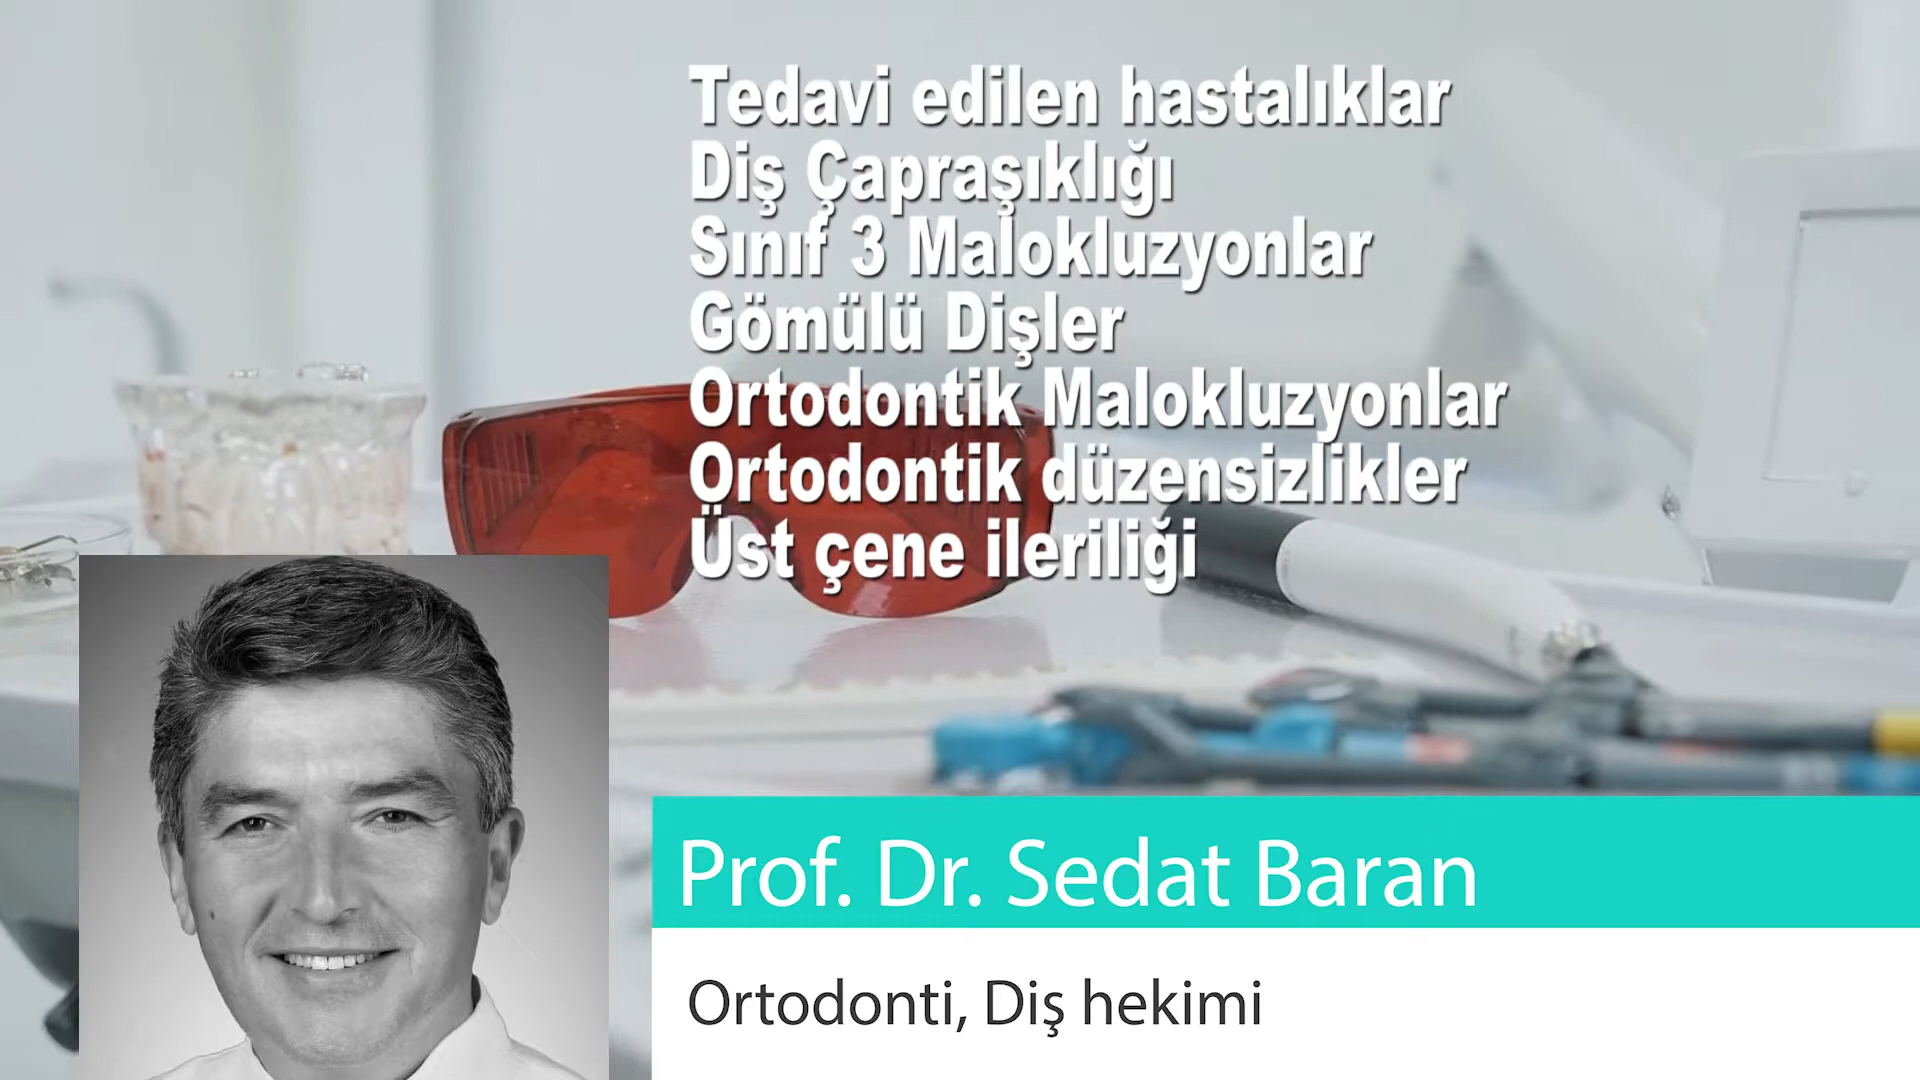 Tedavi edilen hastalıklar
Diş Çapraşıklığı
Sınıf 3 Malokluzyonlar
Gömülü Dişler
Ortodontik Malokluzyonlar
Ortodontik düzensizlikler
Üst çene ileriliği
Prof. Dr. Sedat Baran
Ortodonti, Diş hekimi